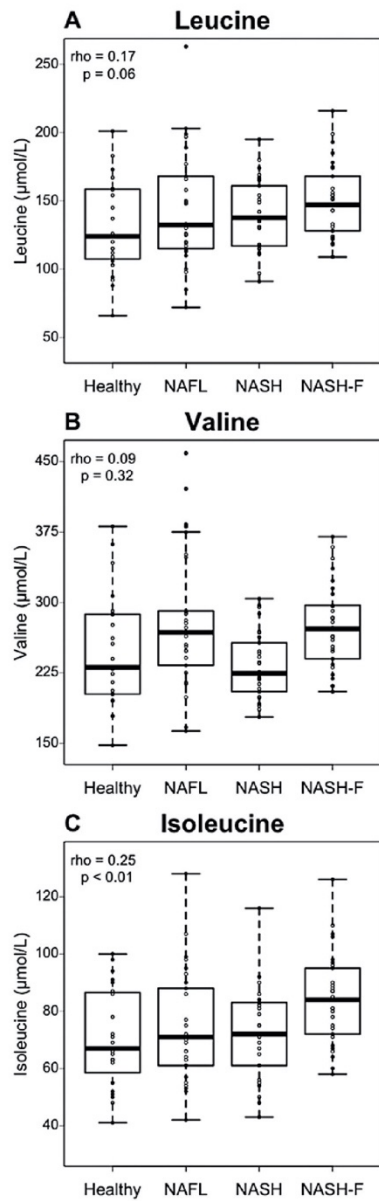 A Leucine
rho = 0.17
p = 0.06
Leucine (µmol/L)
250
200
150
100
50
Healthy NAFL NASH NASH-F
B Valine
rho = 0.09
p = 0.32
Valine (µmol/L)
450
375
300
225
150
Healthy NAFL NASH NASH-F
C Isoleucine
rho = 0.25
p < 0.01
Isoleucine (µmol/L)
120
100
80
60
40
Healthy NAFL NASH NASH-F